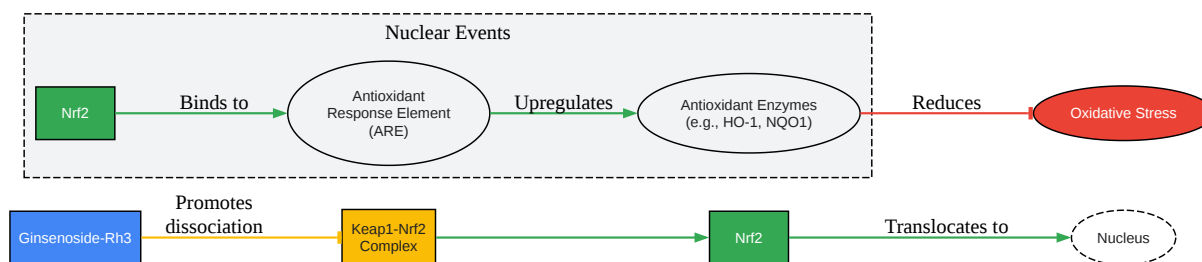 Nuclear Events
Nrf2
Binds to
Antioxidant
Response Element
(ARE)
Upregulates
Antioxidant Enzymes
(e.g., HO-1, NQO1)
Reduces
Oxidative Stress
Ginsenoside-Rh3
Promotes
dissociation
Keap1-Nrf2
Complex
Nrf2
Translocates to
Nucleus